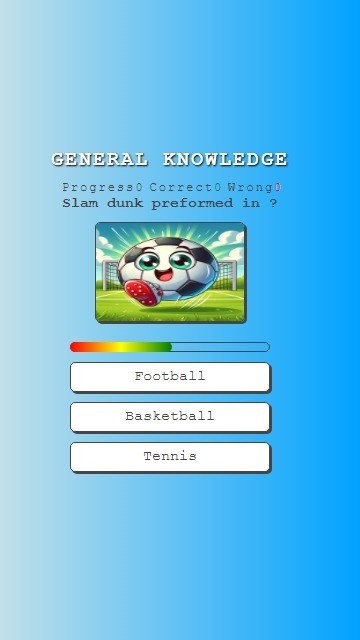 GENERAL KNOWLEDGE
Progress0 Correct0 Wrong0
Slam dunk preformed in ?
Football
Basketball
Tennis